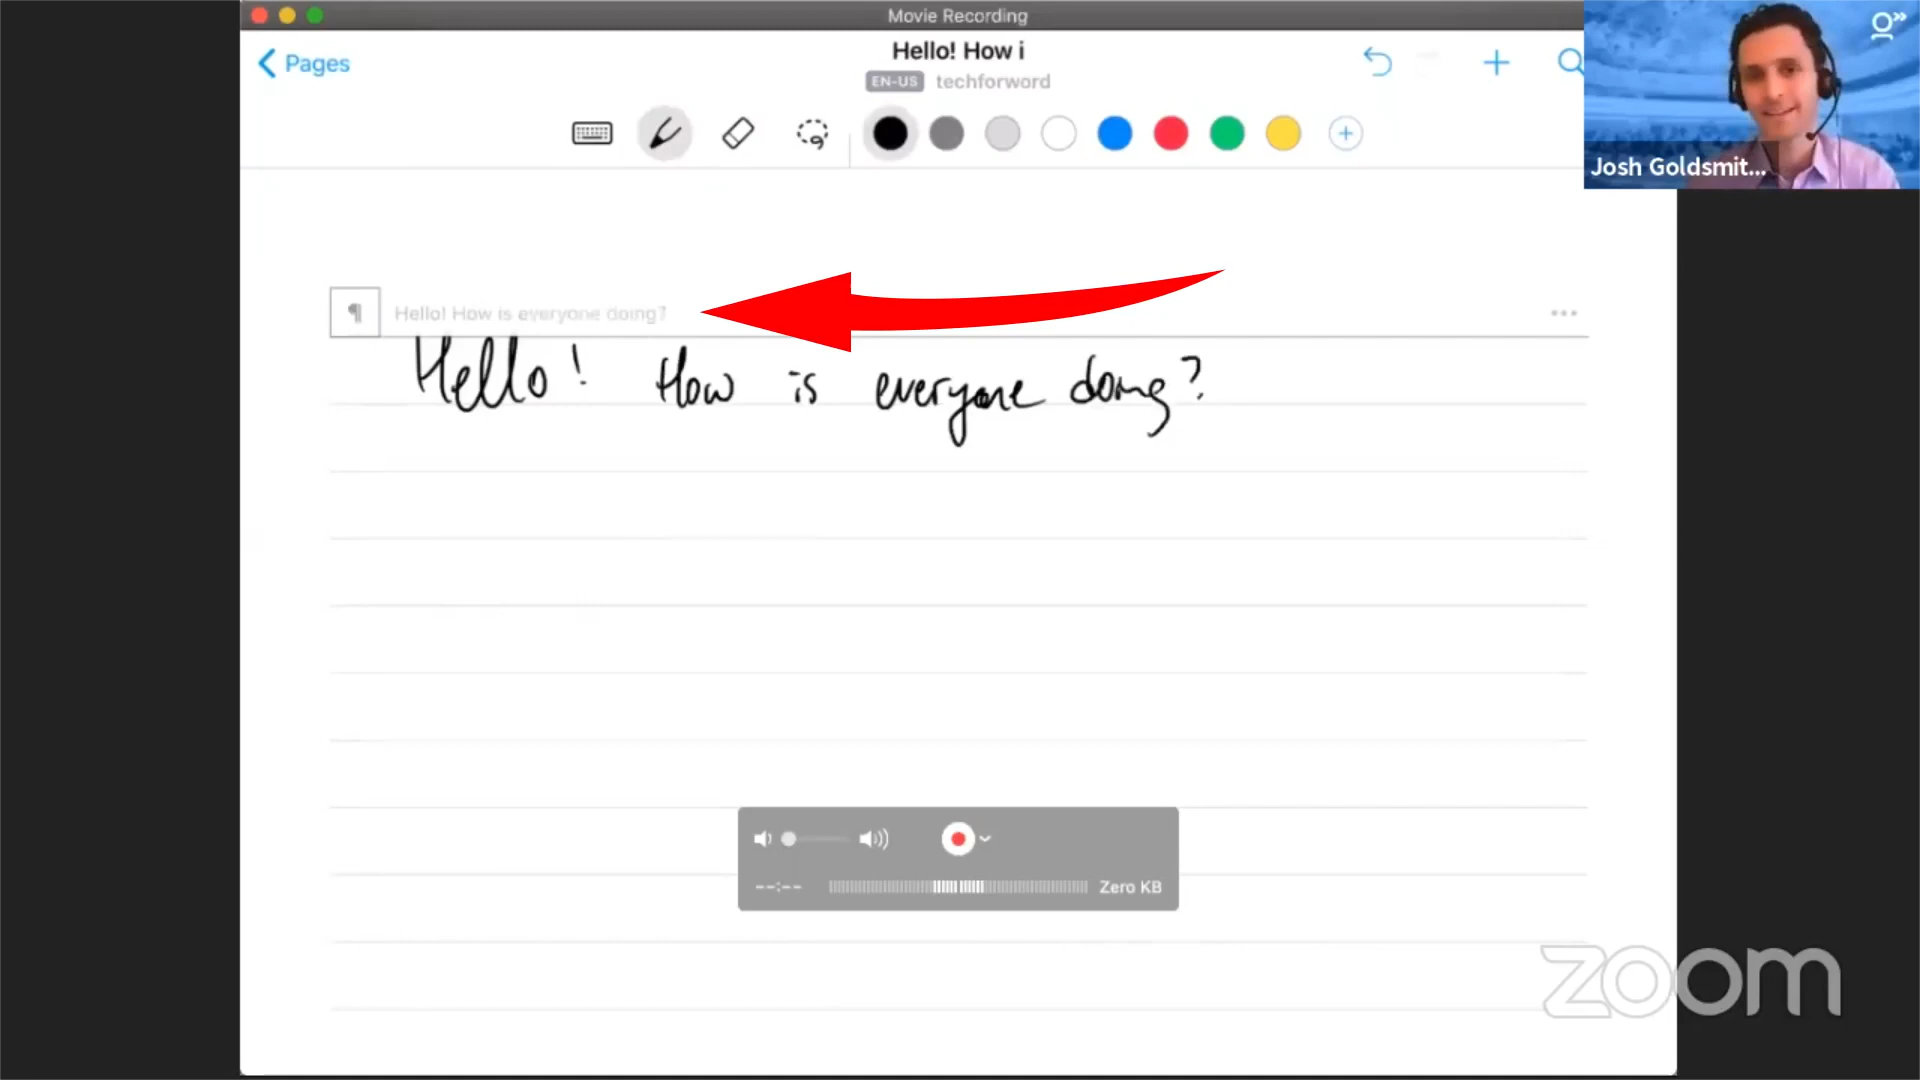 Movie Recording
Pages
Hello! How i
EN-US techforword
Josh Goldsmit...
¶ Hello! How is everyone doing?
Hello! How is everyone doing?
--:-- Zero KB
zoom